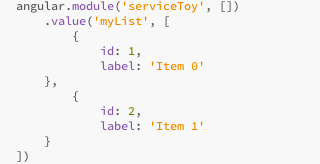 angular.module('serviceToy', [])
    .value('myList', [
        {
            id: 1,
            label: 'Item 0'
        },
        {
            id: 2,
            label: 'Item 1'
        }
])